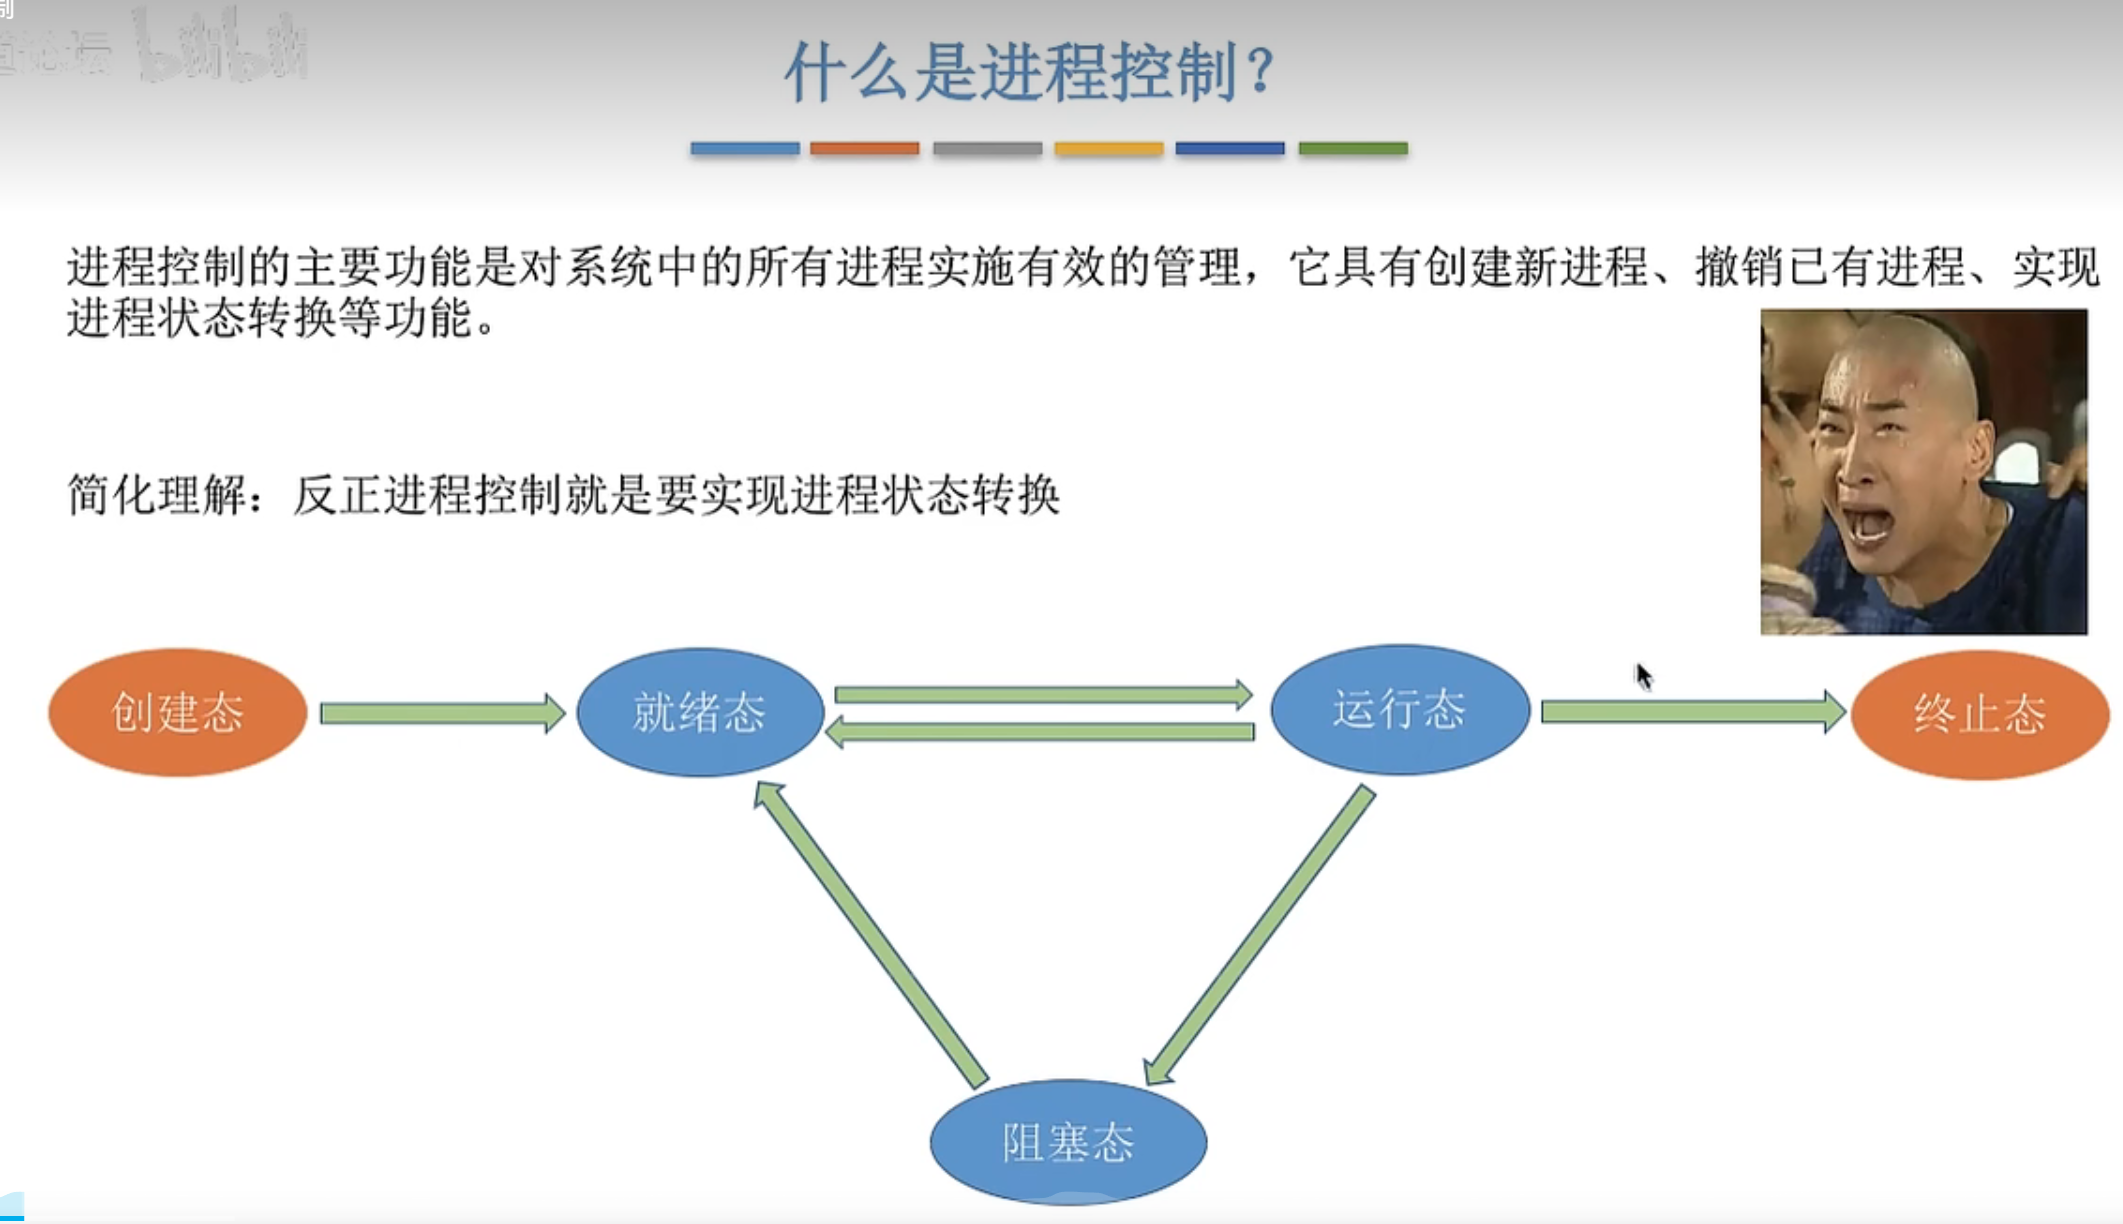 制
论坛 bilibili
什么是进程控制？
进程控制的主要功能是对系统中的所有进程实施有效的管理，它具有创建新进程、撤销已有进程、实现
进程状态转换等功能。
简化理解：反正进程控制就是要实现进程状态转换
创建态
就绪态
运行态
终止态
阻塞态